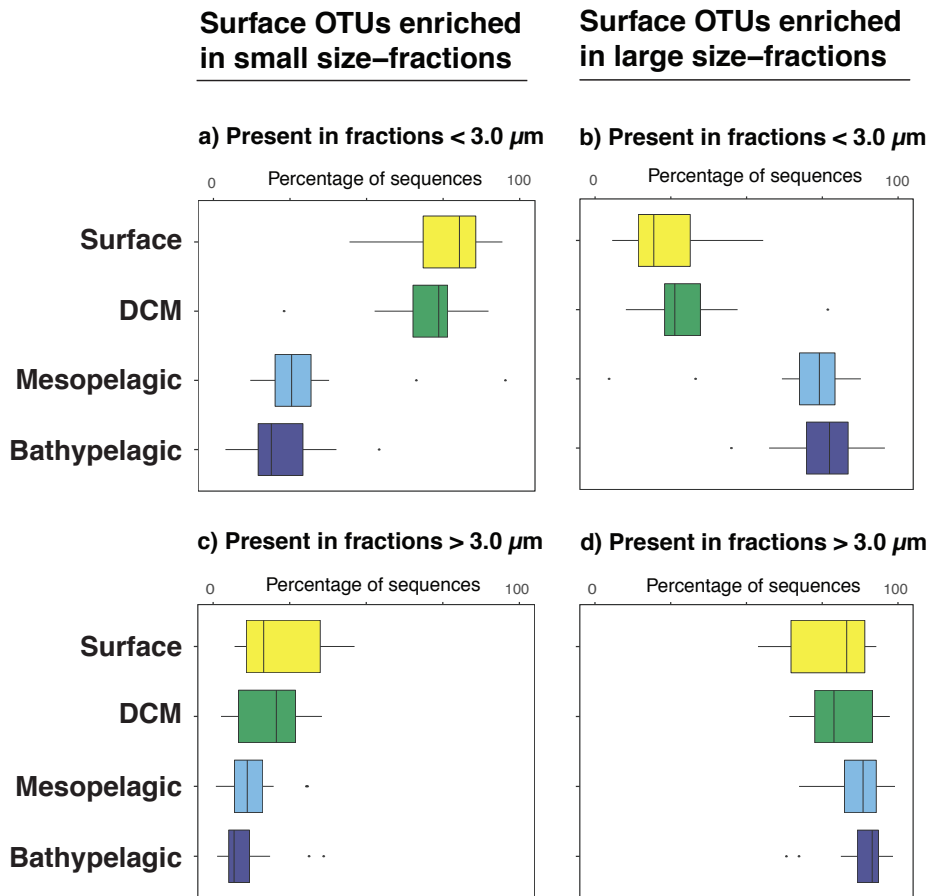 Surface OTUs enriched
in small size–fractions
Surface OTUs enriched
in large size–fractions
a) Present in fractions < 3.0 µm
b) Present in fractions < 3.0 µm
0 Percentage of sequences 100
0 Percentage of sequences 100
Surface
DCM
Mesopelagic
Bathypelagic
c) Present in fractions > 3.0 µm
d) Present in fractions > 3.0 µm
0 Percentage of sequences 100
0 Percentage of sequences 100
Surface
DCM
Mesopelagic
Bathypelagic